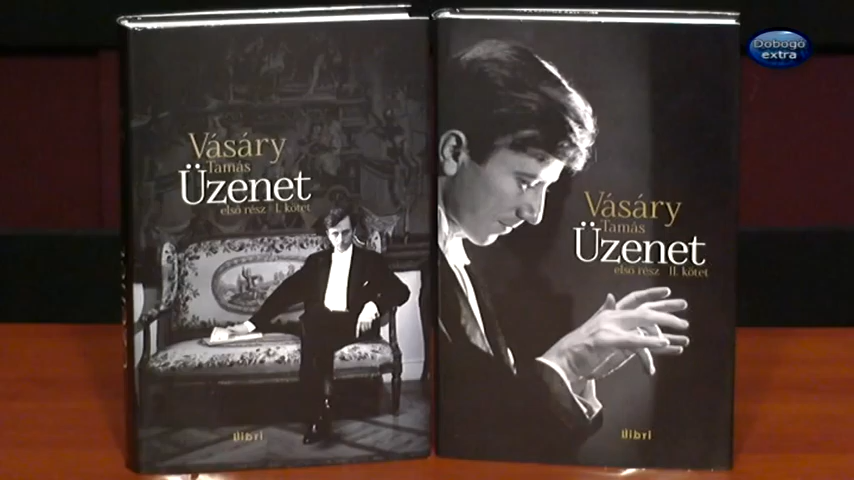 Vásáry
Tamás
Üzenet
első rész I. kötet
libri
Vásáry
Tamás
Üzenet
első rész II. kötet
libri
Dobogó
extra